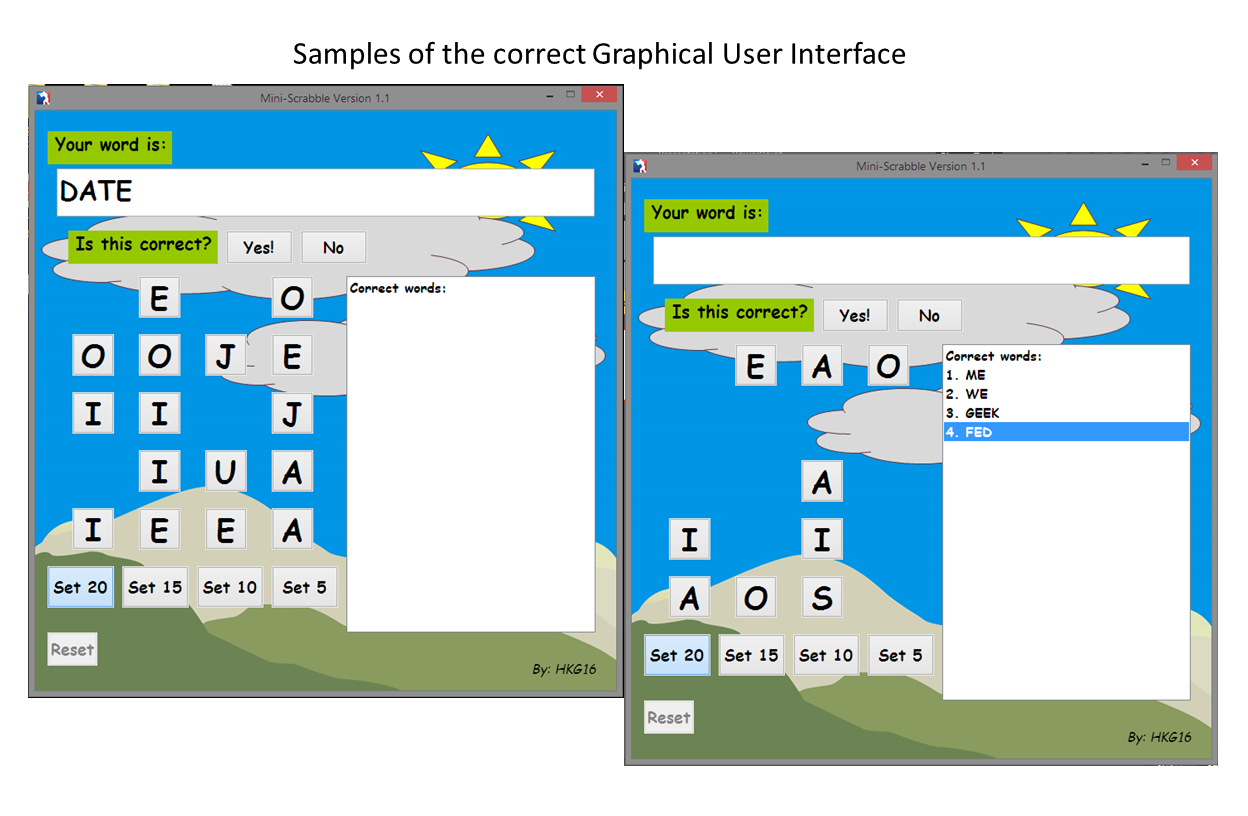 Samples of the correct Graphical User Interface
Mini-Scrabble Version 1.1
Your word is:
DATE
Is this correct? Yes! No
E O
O O J E
I I J
I U A
I E E A
Correct words:
Set 20 Set 15 Set 10 Set 5
Reset
By: HKG16
Mini-Scrabble Version 1.1
Your word is:
Is this correct? Yes! No
E A O
A
I I
A O S
Correct words:
1. ME
2. WE
3. GEEK
4. FED
Set 20 Set 15 Set 10 Set 5
Reset
By: HKG16